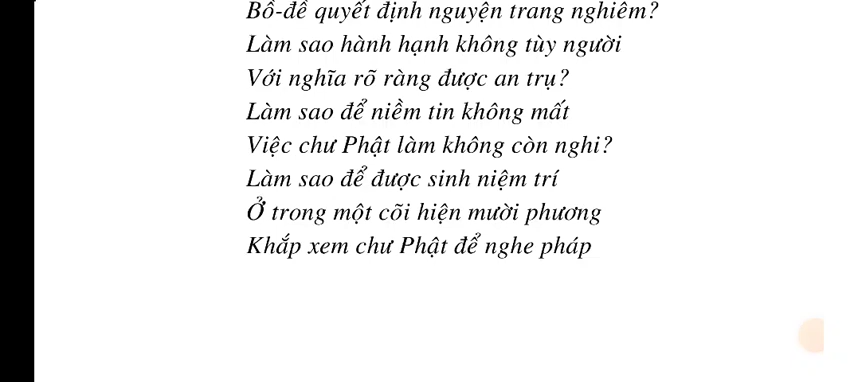 Bồ-đề quyết định nguyện trang nghiêm?
Làm sao hành hạnh không tùy người
Với nghĩa rõ ràng được an trụ?
Làm sao để niềm tin không mất
Việc chư Phật làm không còn nghi?
Làm sao để được sinh niệm trí
Ở trong một cõi hiện mười phương
Khắp xem chư Phật để nghe pháp